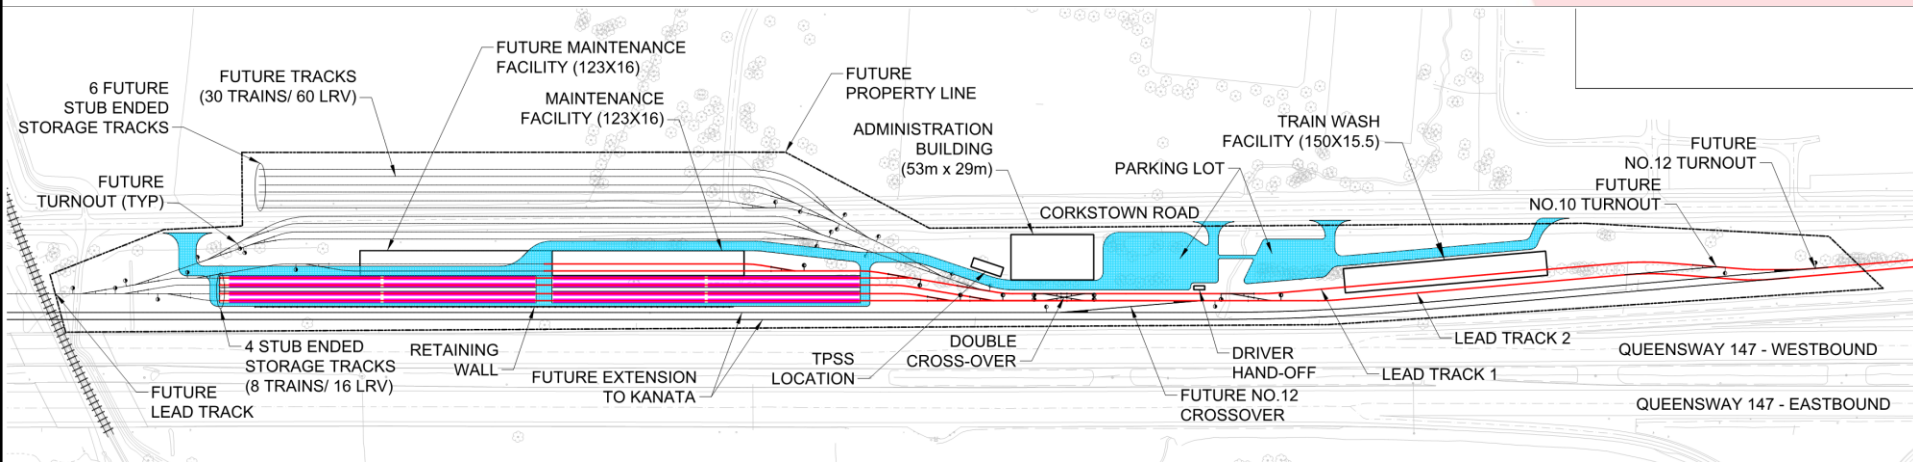 6 FUTURE
STUB ENDED
STORAGE TRACKS
FUTURE TRACKS
(30 TRAINS/ 60 LRV)
FUTURE MAINTENANCE
FACILITY (123X16)
MAINTENANCE
FACILITY (123X16)
FUTURE
PROPERTY LINE
ADMINISTRATION
BUILDING
(53m x 29m)
PARKING LOT
TRAIN WASH
FACILITY (150X15.5)
FUTURE
NO.12 TURNOUT
FUTURE
NO.10 TURNOUT
FUTURE
TURNOUT (TYP)
CORKSTOWN ROAD
FUTURE
LEAD TRACK
4 STUB ENDED
STORAGE TRACKS
(8 TRAINS/ 16 LRV)
RETAINING
WALL
FUTURE EXTENSION
TO KANATA
TPSS
LOCATION
DOUBLE
CROSS-OVER
DRIVER
HAND-OFF
FUTURE NO.12
CROSSOVER
LEAD TRACK 1
LEAD TRACK 2
QUEENSWAY 147 - WESTBOUND
QUEENSWAY 147 - EASTBOUND